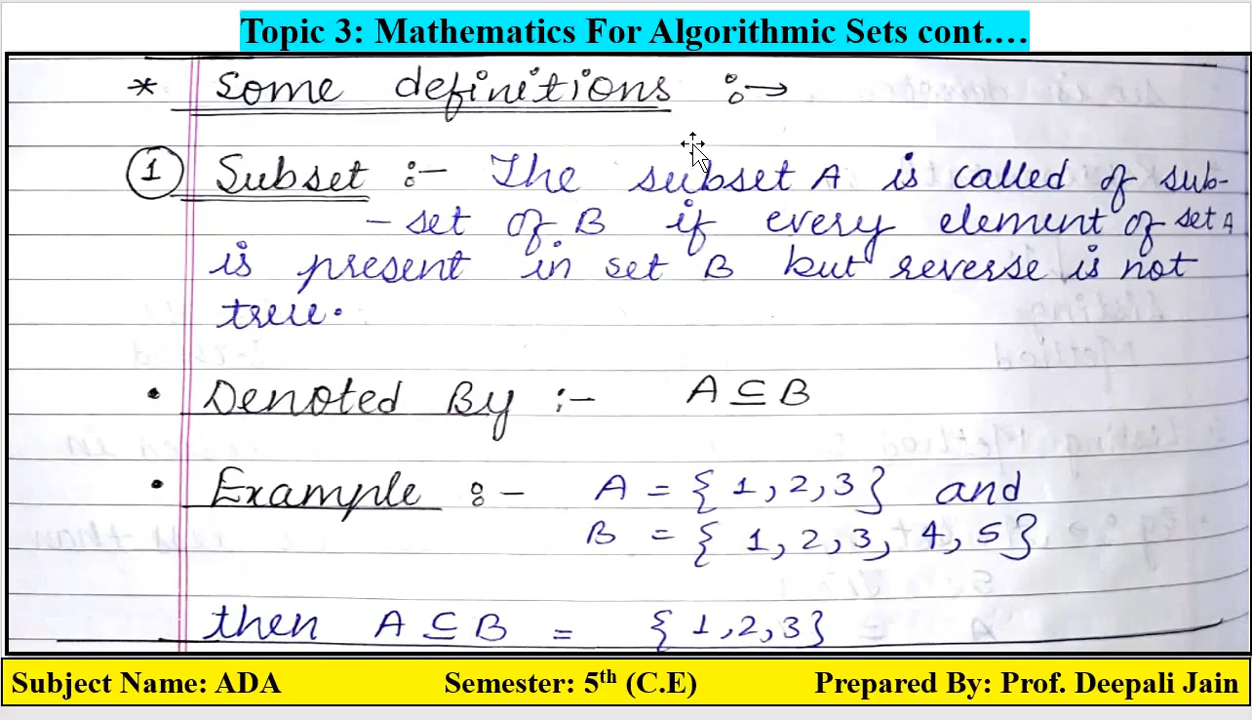 Topic 3: Mathematics For Algorithmic Sets cont.…
* Some definitions :→
① Subset :- The subset A is called of sub-
- set of B if every element of set A
is present in set B but reverse is not
true.
• Denoted By :- A ⊆ B
• Example :- A = { 1, 2, 3 } and
B = { 1, 2, 3, 4, 5 }
then A ⊆ B = { 1, 2, 3 }
Subject Name: ADA Semester: 5th (C.E) Prepared By: Prof. Deepali Jain